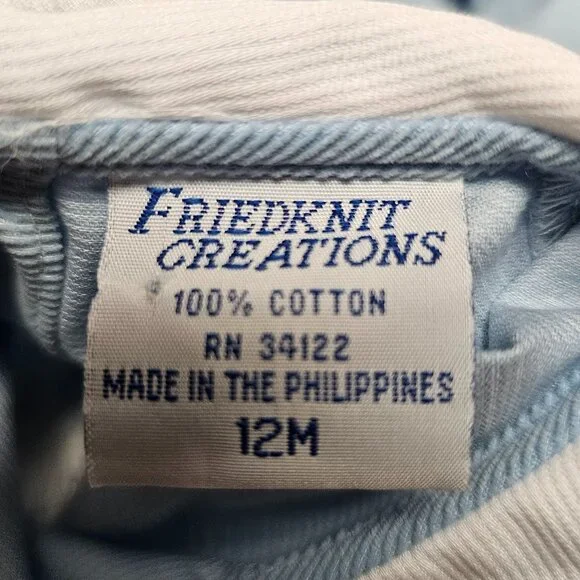 FRIEDKNIT
CREATIONS
100% COTTON
RN 34122
MADE IN THE PHILIPPINES
12M